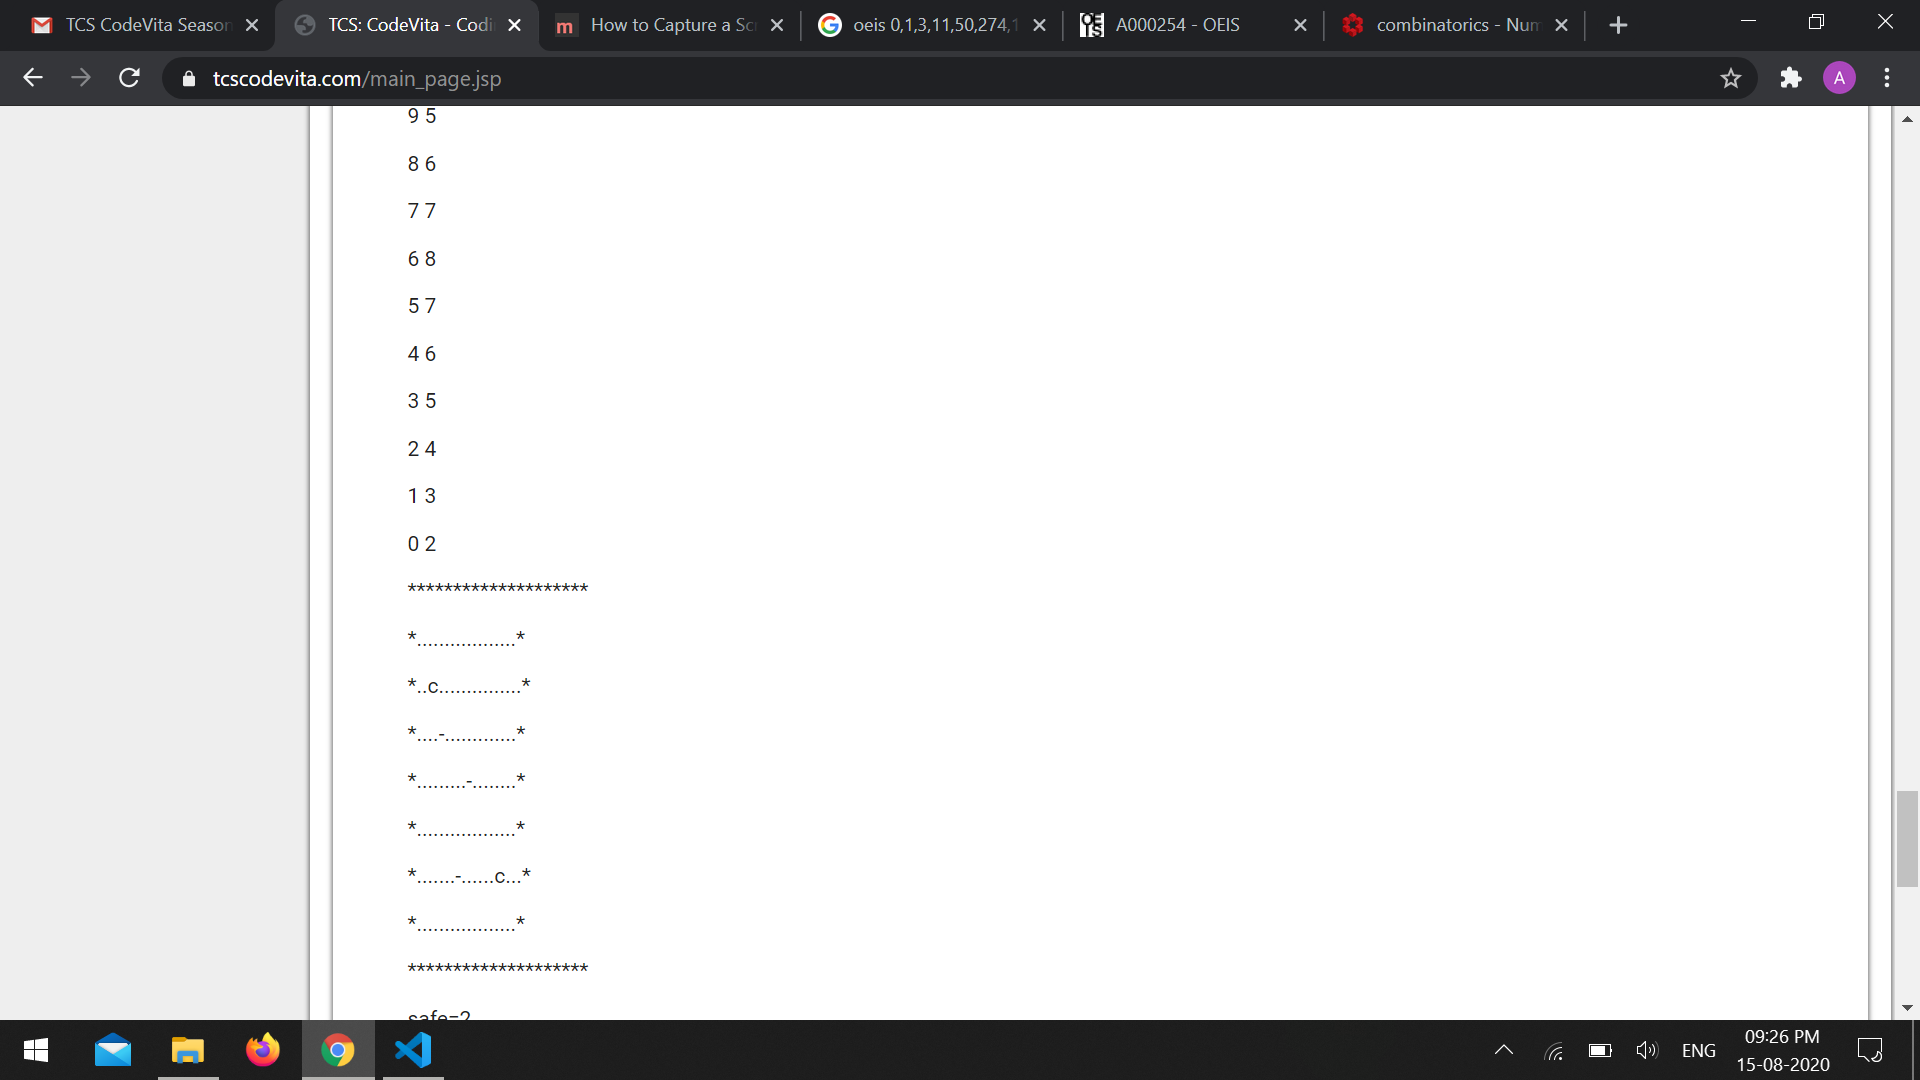 TCS CodeVita Season
TCS: CodeVita - Codi
m How to Capture a Sc
oeis 0,1,3,11,50,274,1
A000254 - OEIS
combinatorics - Num
tcscodevita.com/main_page.jsp
A
9 5
8 6
7 7
6 8
5 7
4 6
3 5
2 4
1 3
0 2
********************
*..................*
*..c...............*
*....-.............*
*.........-........*
*..................*
*.......-......c...*
*..................*
********************
safe=2
ENG
09:26 PM
15-08-2020